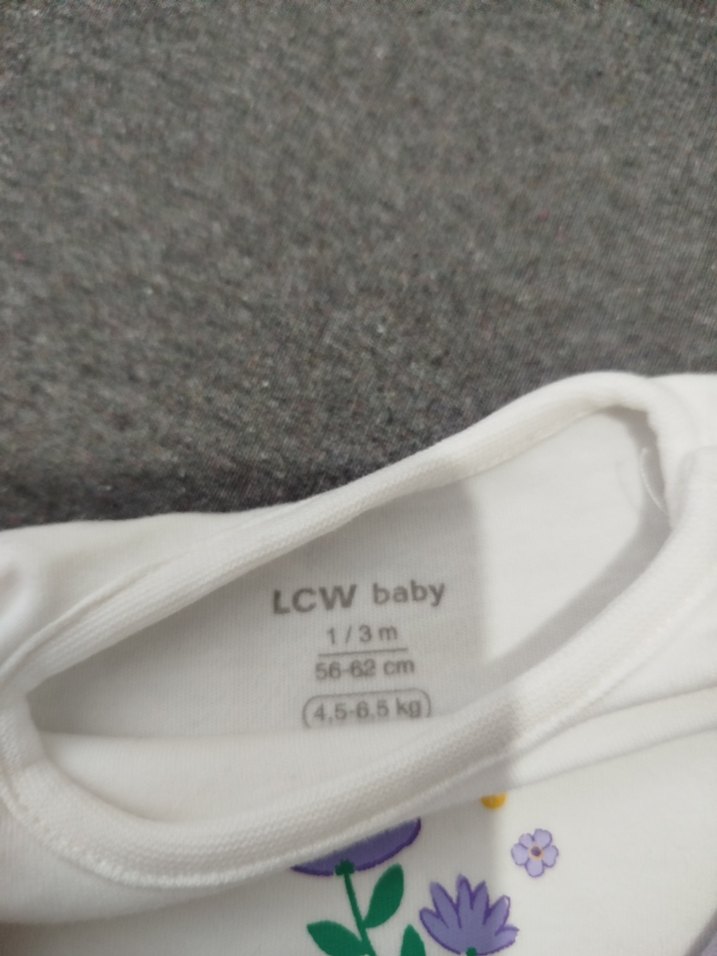 LCW baby
1 / 3 m
56-62 cm
(4,5-6,5 kg)